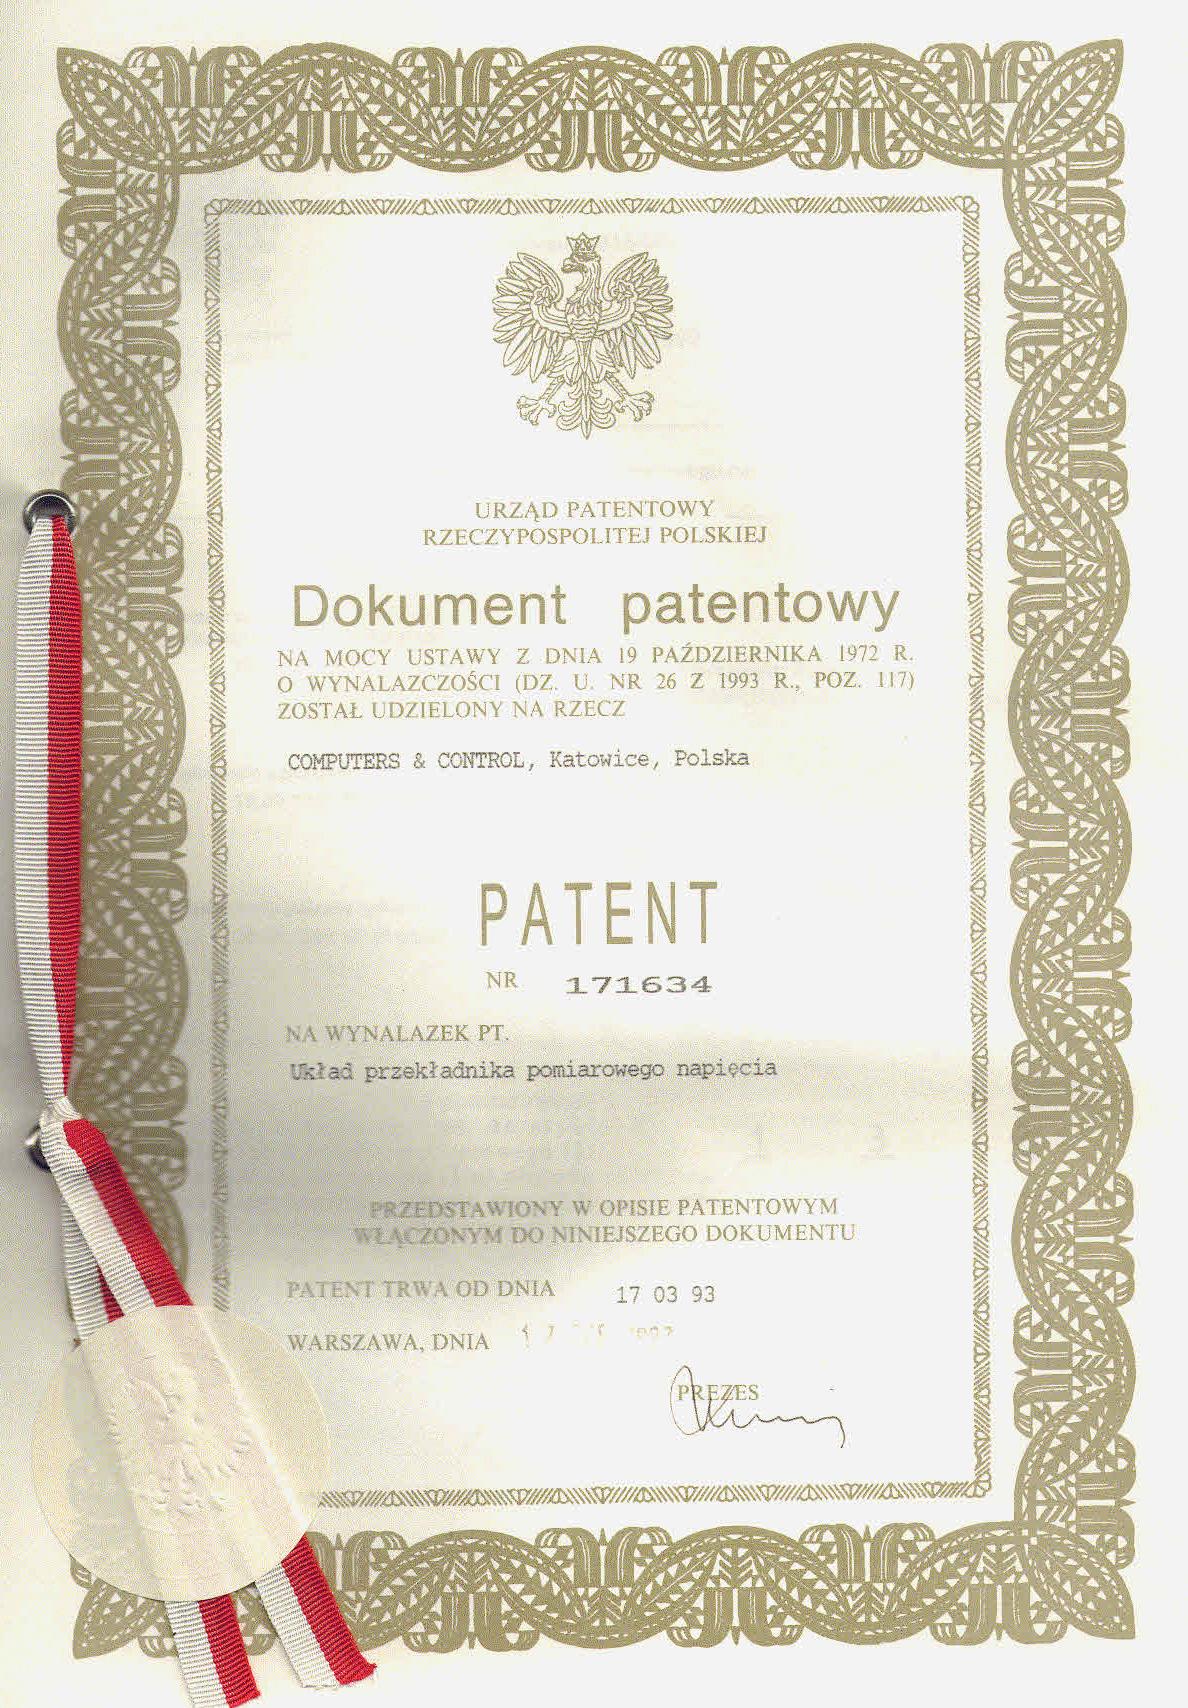 URZĄD PATENTOWY
RZECZYPOSPOLITEJ POLSKIEJ
Dokument patentowy
NA MOCY USTAWY Z DNIA 19 PAŹDZIERNIKA 1972 R.
O WYNALAZCZOŚCI (DZ. U. NR 26 Z 1993 R., POZ. 117)
ZOSTAŁ UDZIELONY NA RZECZ
COMPUTERS & CONTROL, Katowice, Polska
PATENT
NR 171634
NA WYNALAZEK PT.
Układ przekładnika pomiarowego napięcia
PRZEDSTAWIONY W OPISIE PATENTOWYM
WŁĄCZONYM DO NINIEJSZEGO DOKUMENTU
PATENT TRWA OD DNIA 17 03 93
WARSZAWA, DNIA
PREZES